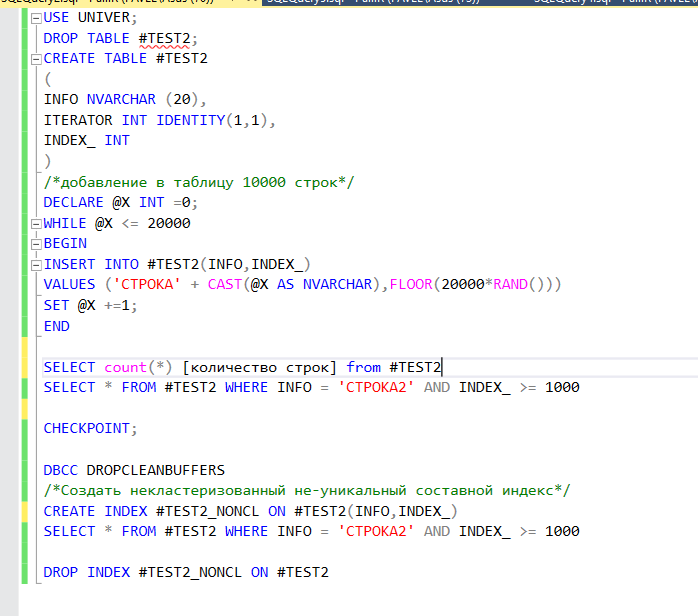 USE UNIVER;
DROP TABLE #TEST2;
CREATE TABLE #TEST2
(
INFO NVARCHAR (20),
ITERATOR INT IDENTITY(1,1),
INDEX_ INT
)
/*добавление в таблицу 10000 строк*/
DECLARE @X INT =0;
WHILE @X <= 20000
BEGIN
INSERT INTO #TEST2(INFO,INDEX_)
VALUES ('СТРОКА' + CAST(@X AS NVARCHAR),FLOOR(20000*RAND()))
SET @X +=1;
END
SELECT count(*) [количество строк] from #TEST2
SELECT * FROM #TEST2 WHERE INFO = 'СТРОКА2' AND INDEX_ >= 1000
CHECKPOINT;
DBCC DROPCLEANBUFFERS
/*Создать некластеризованный не-уникальный составной индекс*/
CREATE INDEX #TEST2_NONCL ON #TEST2(INFO,INDEX_)
SELECT * FROM #TEST2 WHERE INFO = 'СТРОКА2' AND INDEX_ >= 1000
DROP INDEX #TEST2_NONCL ON #TEST2